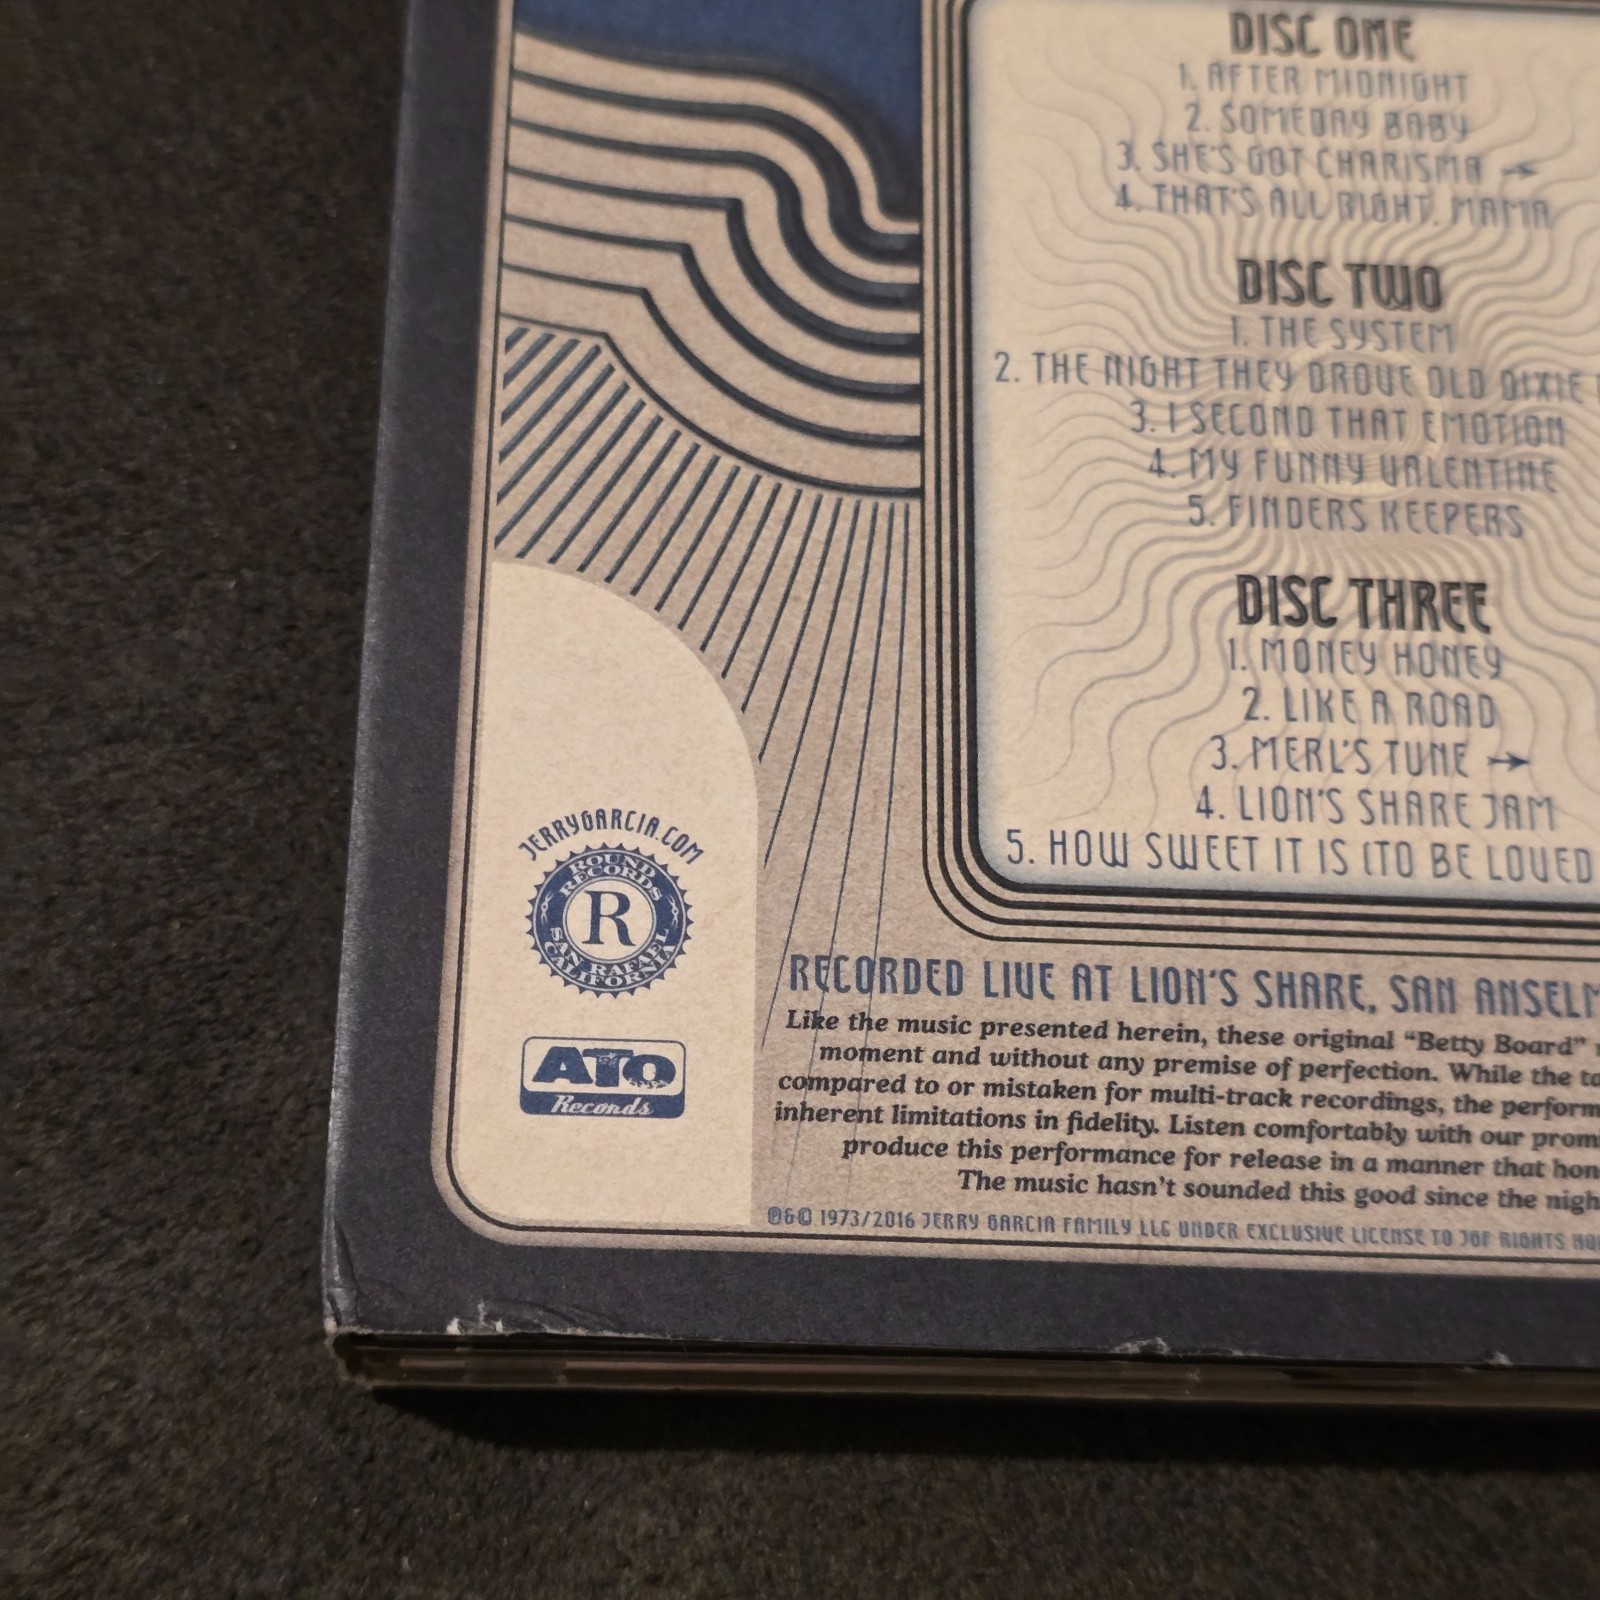 DISC ONE
1. AFTER MIDNIGHT
2. SOMEDAY BABY
3. SHE'S GOT CHARISMA →
4. THAT'S ALL RIGHT, MAMA
DISC TWO
1. THE SYSTEM
2. THE NIGHT THEY DROVE OLD DIXIE
3. I SECOND THAT EMOTION
4. MY FUNNY VALENTINE
5. FINDERS KEEPERS
DISC THREE
1. MONEY HONEY
2. LIKE A ROAD
3. MERL'S TUNE →
4. LION'S SHARE JAM
5. HOW SWEET IT IS (TO BE LOVED
JERRYGARCIA.COM
ROUND
RECORDS
R
SAN RAFAEL
CALIFORNIA
ATO
Records
RECORDED LIVE AT LION'S SHARE, SAN ANSELM
Like the music presented herein, these original “Betty Board”
moment and without any premise of perfection. While the
compared to or mistaken for multi-track recordings, the perform
inherent limitations in fidelity. Listen comfortably with our promi
produce this performance for release in a manner that hon
The music hasn't sounded this good since the nigh
℗&© 1973/2016 JERRY GARCIA FAMILY LLC UNDER EXCLUSIVE LICENSE TO JGF RIGHTS